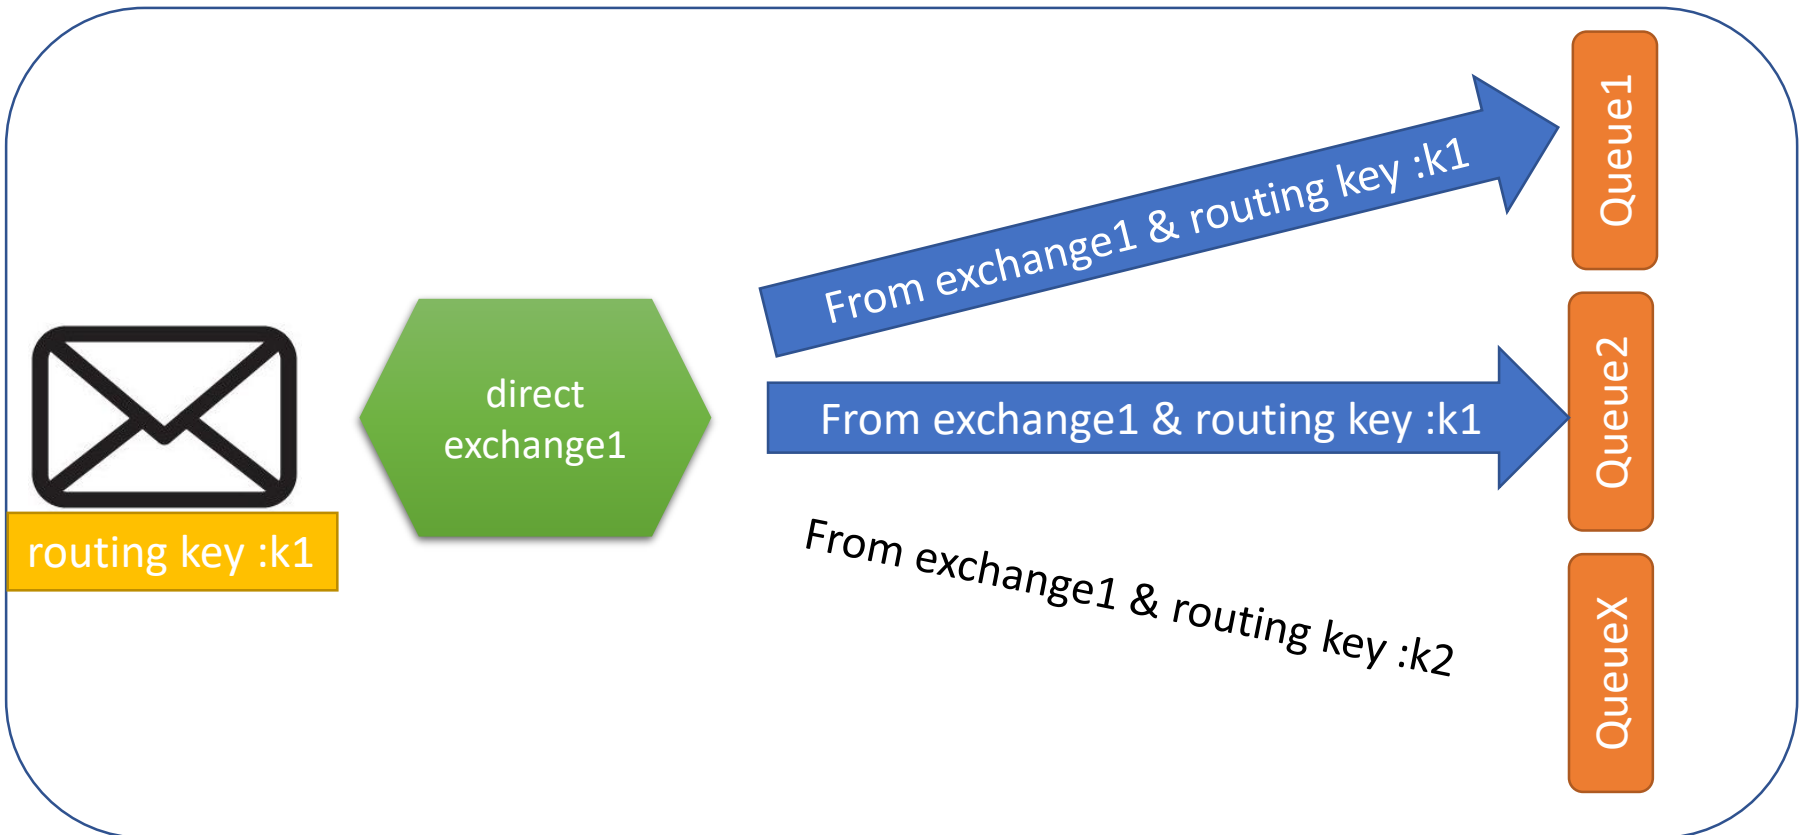 routing key :k1
direct
exchange1
From exchange1 & routing key :k1
From exchange1 & routing key :k1
From exchange1 & routing key :k2
Queue1
Queue2
QueueX